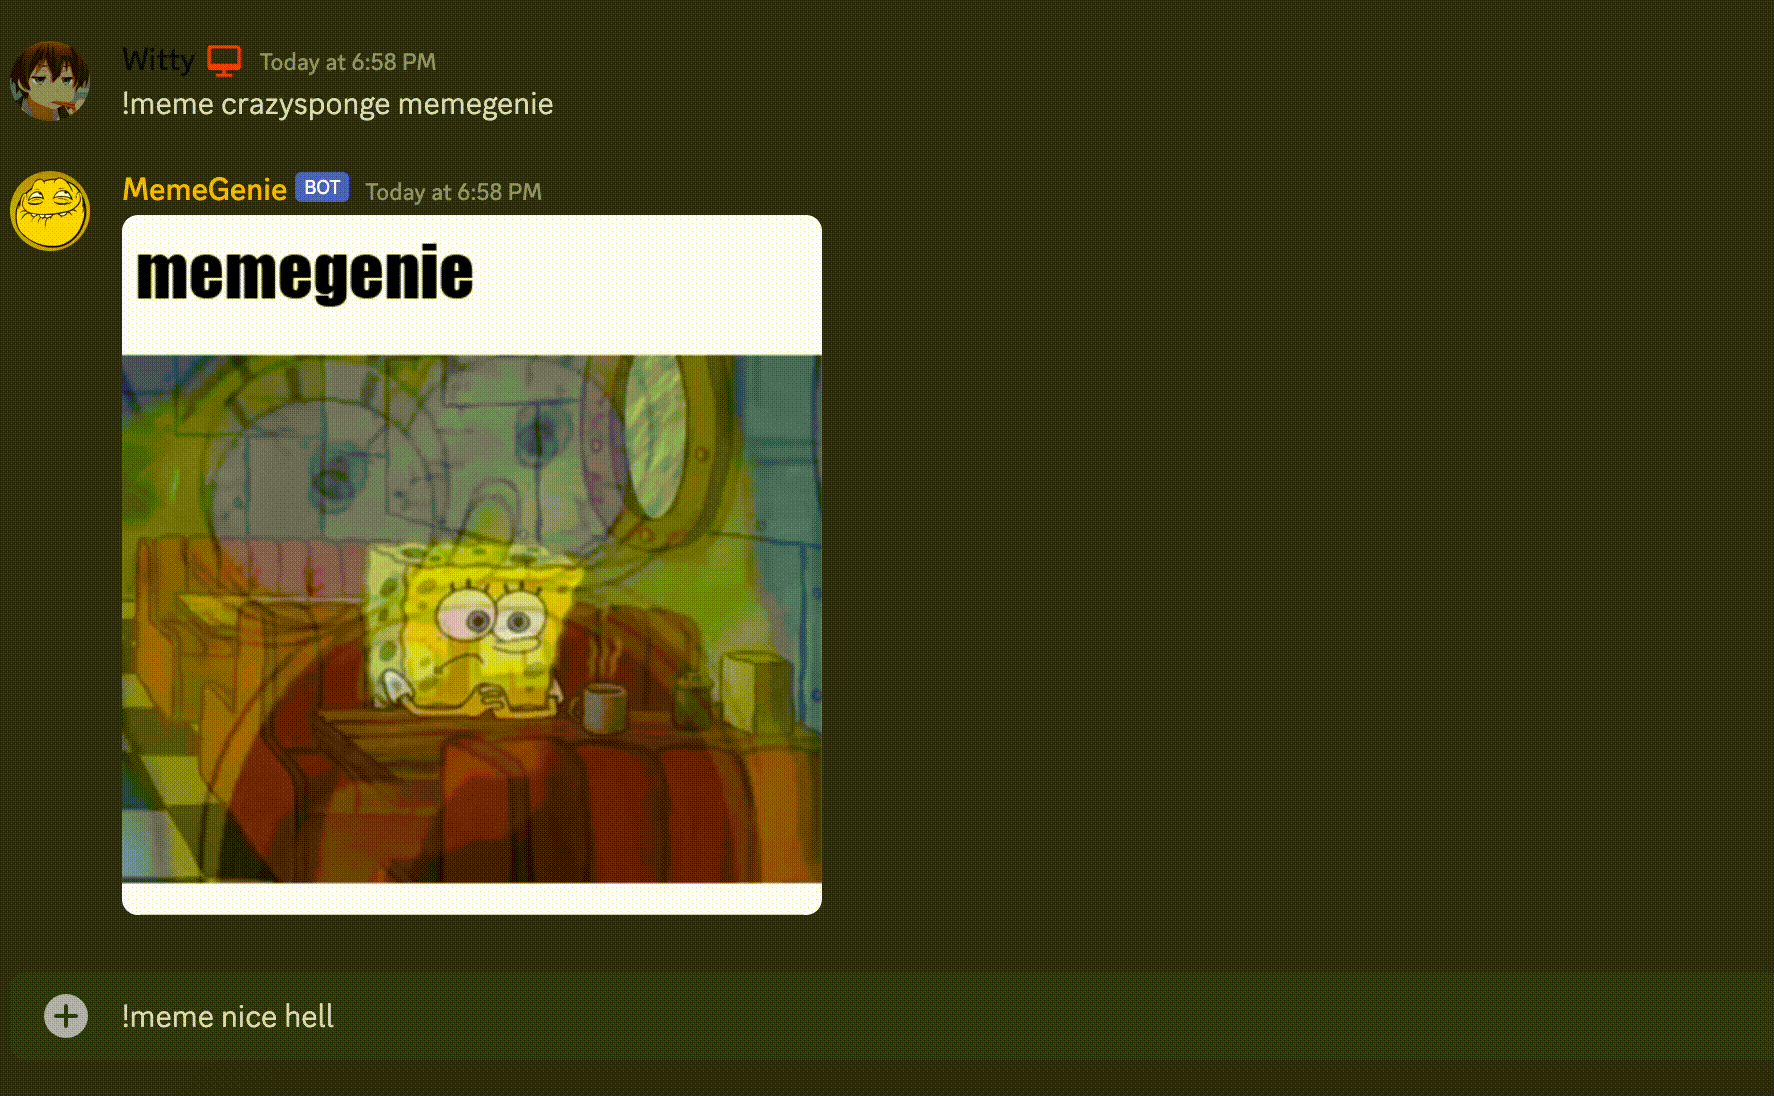 Witty Today at 6:58 PM
!meme crazysponge memegenie
MemeGenie BOT Today at 6:58 PM
memegenie
!meme nice hell